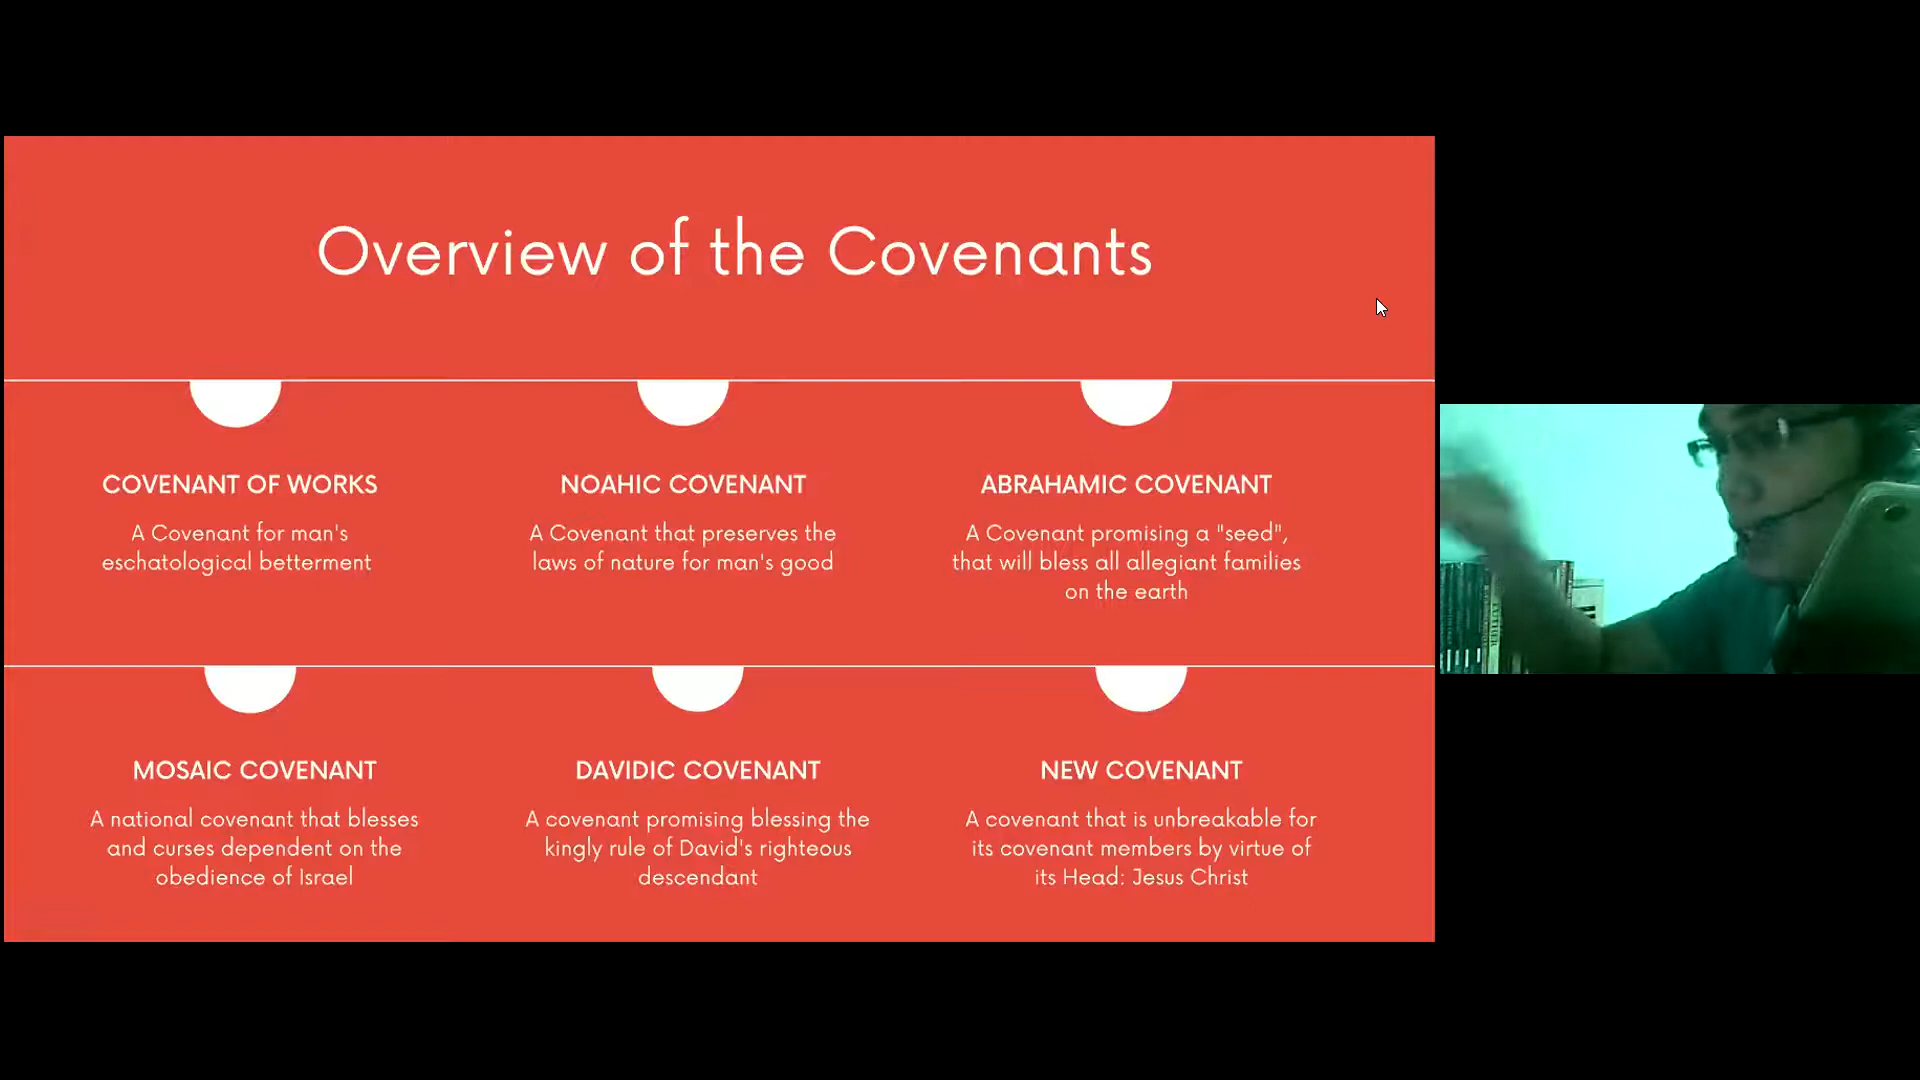 Overview of the Covenants
COVENANT OF WORKS
A Covenant for man's
eschatological betterment
NOAHIC COVENANT
A Covenant that preserves the
laws of nature for man's good
ABRAHAMIC COVENANT
A Covenant promising a "seed",
that will bless all allegiant families
on the earth
MOSAIC COVENANT
A national covenant that blesses
and curses dependent on the
obedience of Israel
DAVIDIC COVENANT
A covenant promising blessing the
kingly rule of David's righteous
descendant
NEW COVENANT
A covenant that is unbreakable for
its covenant members by virtue of
its Head: Jesus Christ